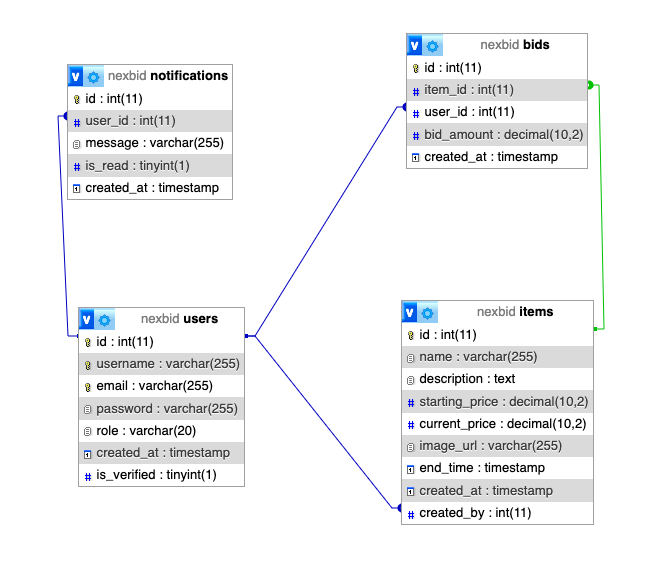 nexbid notifications
id : int(11)
user_id : int(11)
message : varchar(255)
is_read : tinyint(1)
created_at : timestamp
nexbid bids
id : int(11)
item_id : int(11)
user_id : int(11)
bid_amount : decimal(10,2)
created_at : timestamp
nexbid users
id : int(11)
username : varchar(255)
email : varchar(255)
password : varchar(255)
role : varchar(20)
created_at : timestamp
is_verified : tinyint(1)
nexbid items
id : int(11)
name : varchar(255)
description : text
starting_price : decimal(10,2)
current_price : decimal(10,2)
image_url : varchar(255)
end_time : timestamp
created_at : timestamp
created_by : int(11)